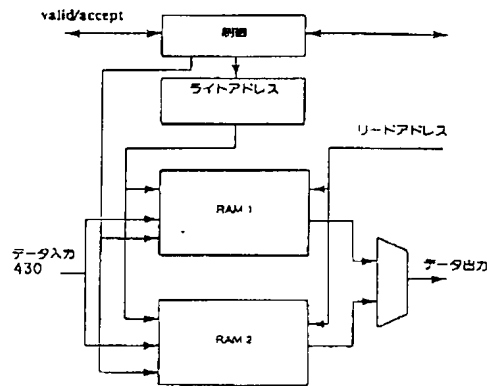 valid/accept
制御
ライトアドレス
リードアドレス
RAM 1
データ入力
430
データ出力
RAM 2